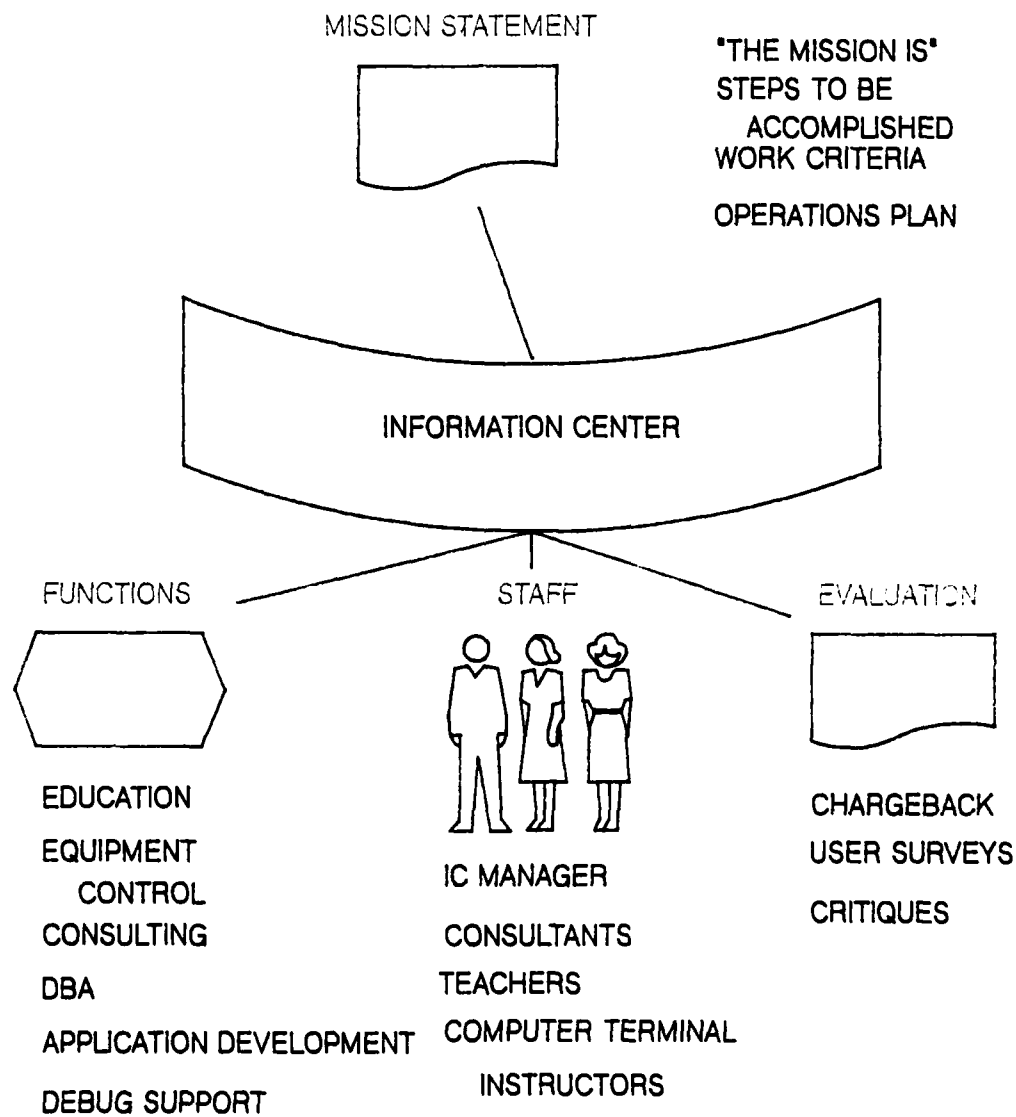 MISSION STATEMENT
"THE MISSION IS"
STEPS TO BE
ACCOMPLISHED
WORK CRITERIA
OPERATIONS PLAN
INFORMATION CENTER
FUNCTIONS
EDUCATION
EQUIPMENT
CONTROL
CONSULTING
DBA
APPLICATION DEVELOPMENT
DEBUG SUPPORT
STAFF
IC MANAGER
CONSULTANTS
TEACHERS
COMPUTER TERMINAL
INSTRUCTORS
EVALUATION
CHARGEBACK
USER SURVEYS
CRITIQUES